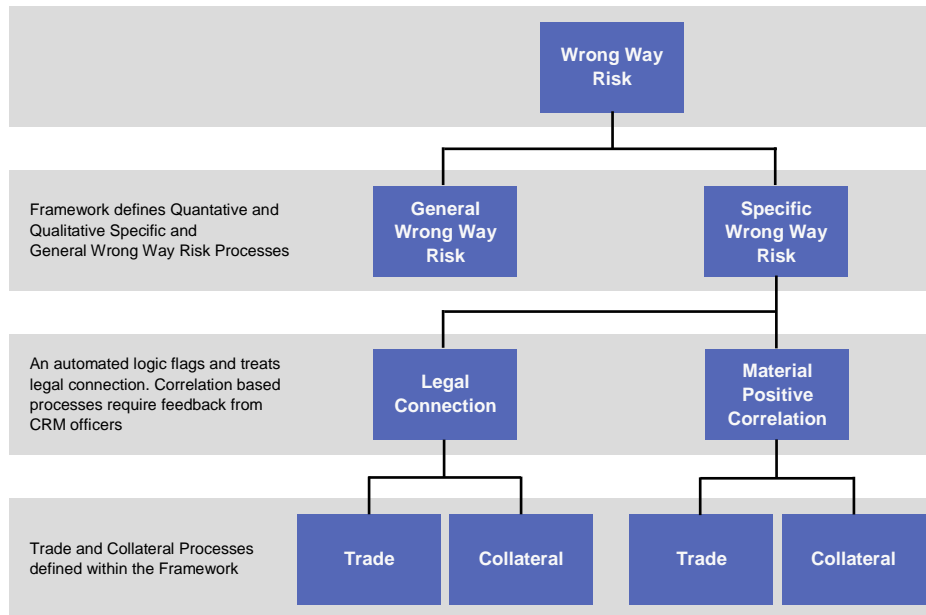 Wrong Way
Risk
Framework defines Quantative and
Qualitative Specific and
General Wrong Way Risk Processes
General
Wrong Way
Risk
Specific
Wrong Way
Risk
An automated logic flags and treats
legal connection. Correlation based
processes require feedback from
CRM officers
Legal
Connection
Material
Positive
Correlation
Trade and Collateral Processes
defined within the Framework
Trade
Collateral
Trade
Collateral